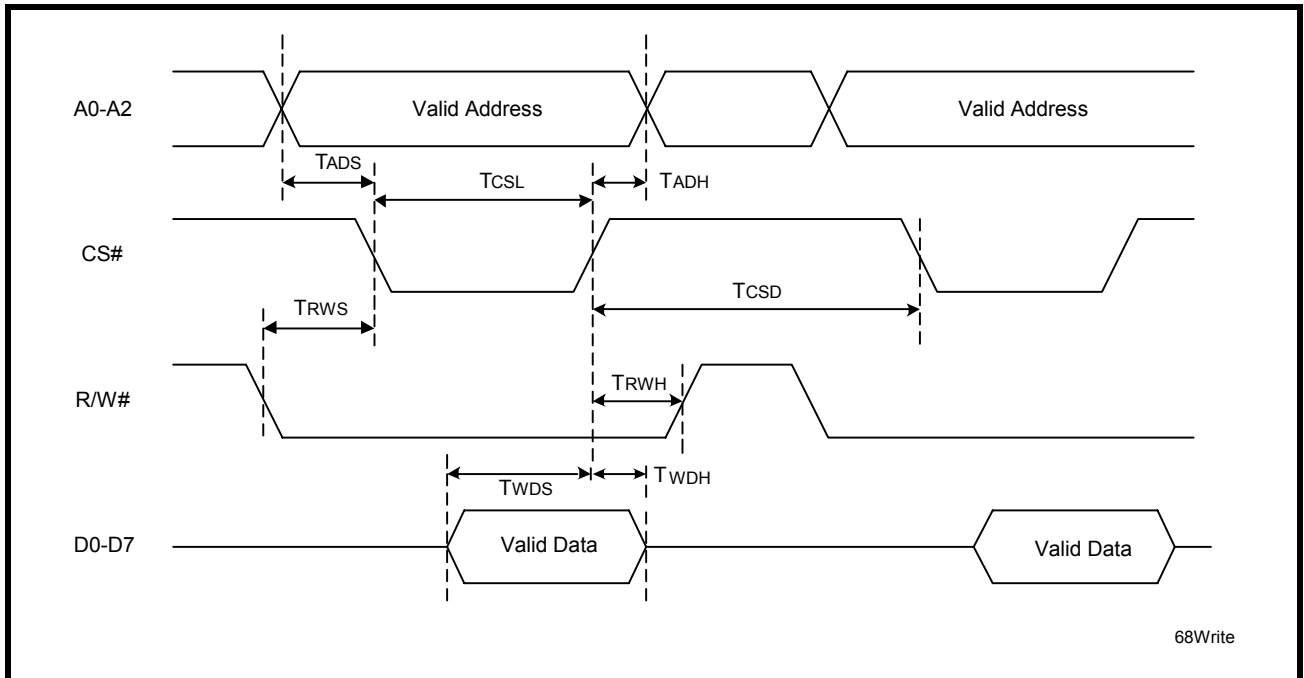 A0-A2
Valid Address
Valid Address
TADS
TCSL
TADH
CS#
TCSD
TRWS
TRWH
R/W#
TWDS
TWDH
D0-D7
Valid Data
Valid Data
68Write